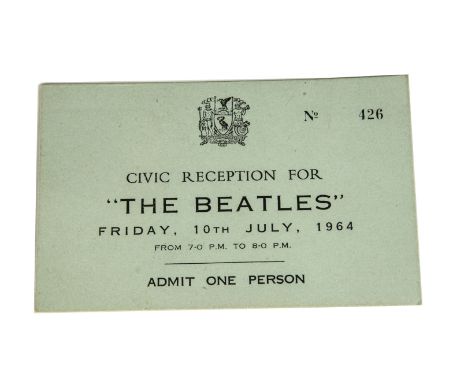 Nº 426
CIVIC RECEPTION FOR
"THE BEATLES"
FRIDAY, 10TH JULY, 1964
FROM 7-0 P.M. TO 8-0 P.M.
ADMIT ONE PERSON